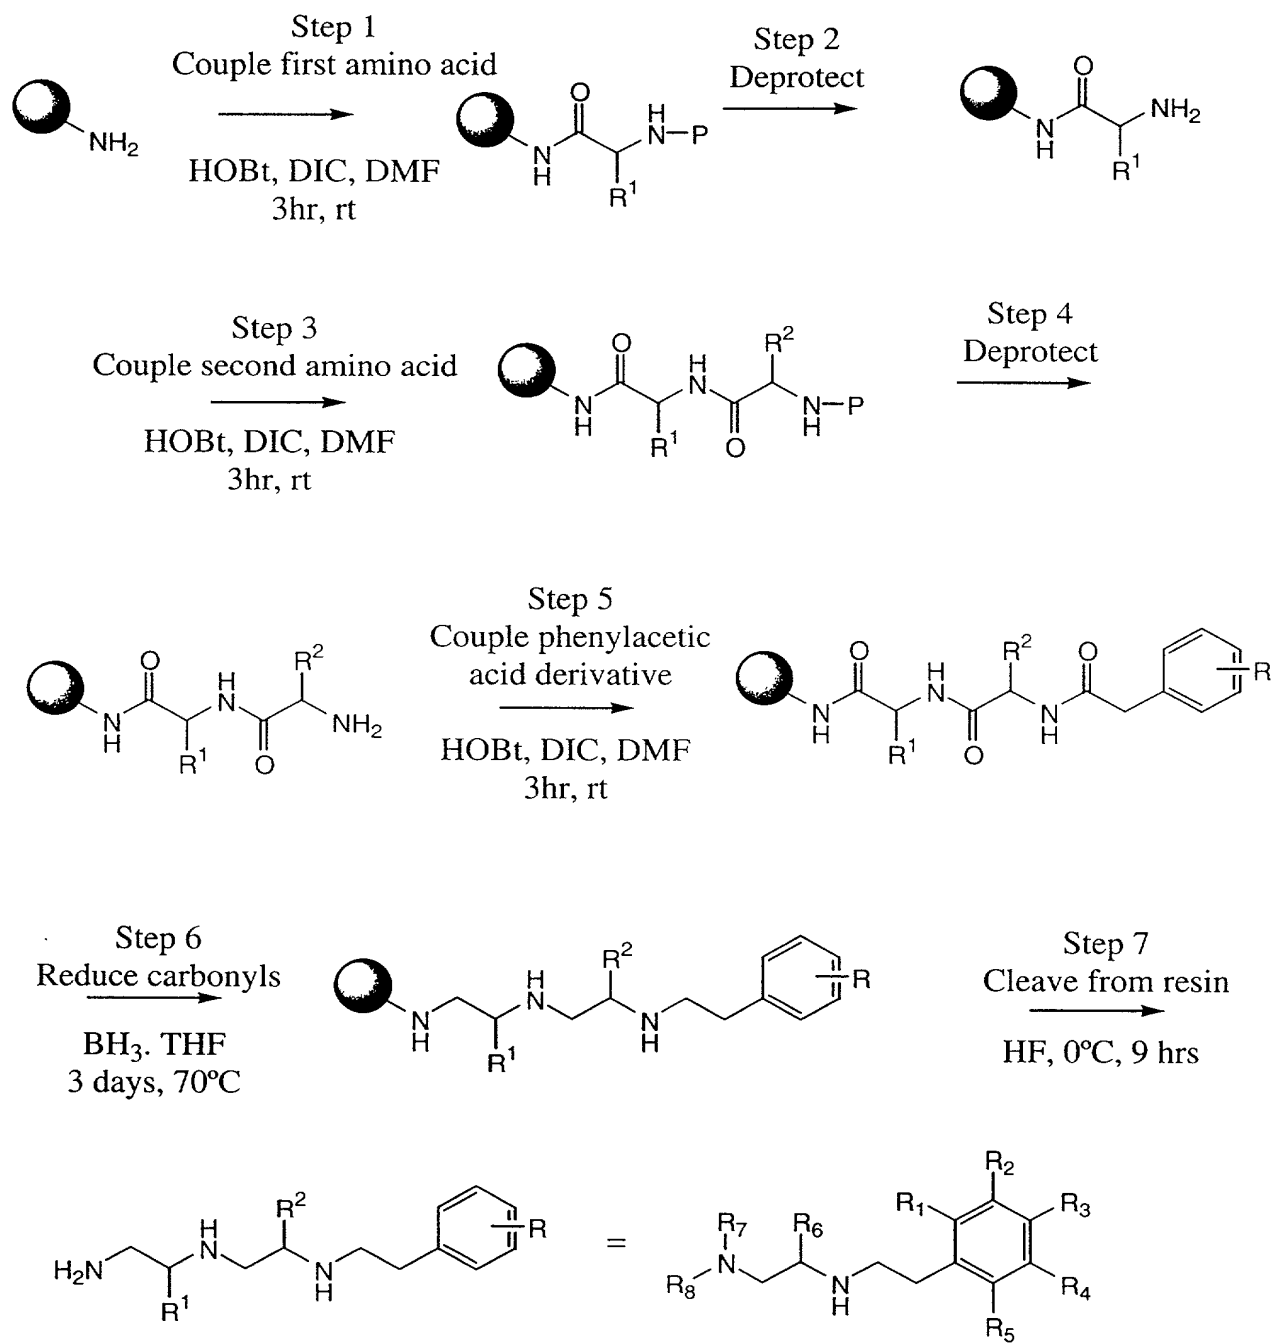 Step 1
Couple first amino acid
HOBt, DIC, DMF
3hr, rt
NH2
O
N
H
R¹
H
N–P
Step 2
Deprotect
O
N
H
NH2
R¹
Step 3
Couple second amino acid
HOBt, DIC, DMF
3hr, rt
O
N
H
R¹
H
N
O
R²
N–P
H
Step 4
Deprotect
O
N
H
R¹
H
N
O
R²
NH2
Step 5
Couple phenylacetic
acid derivative
HOBt, DIC, DMF
3hr, rt
O
N
H
R¹
H
N
O
R²
N
H
O
R
Step 6
Reduce carbonyls
BH3. THF
3 days, 70ºC
N
H
R¹
H
N
R²
N
H
R
Step 7
Cleave from resin
HF, 0ºC, 9 hrs
H2N
R¹
H
N
R²
N
H
R
=
R7
N
R8
R6
N
H
R1
R2
R3
R4
R5